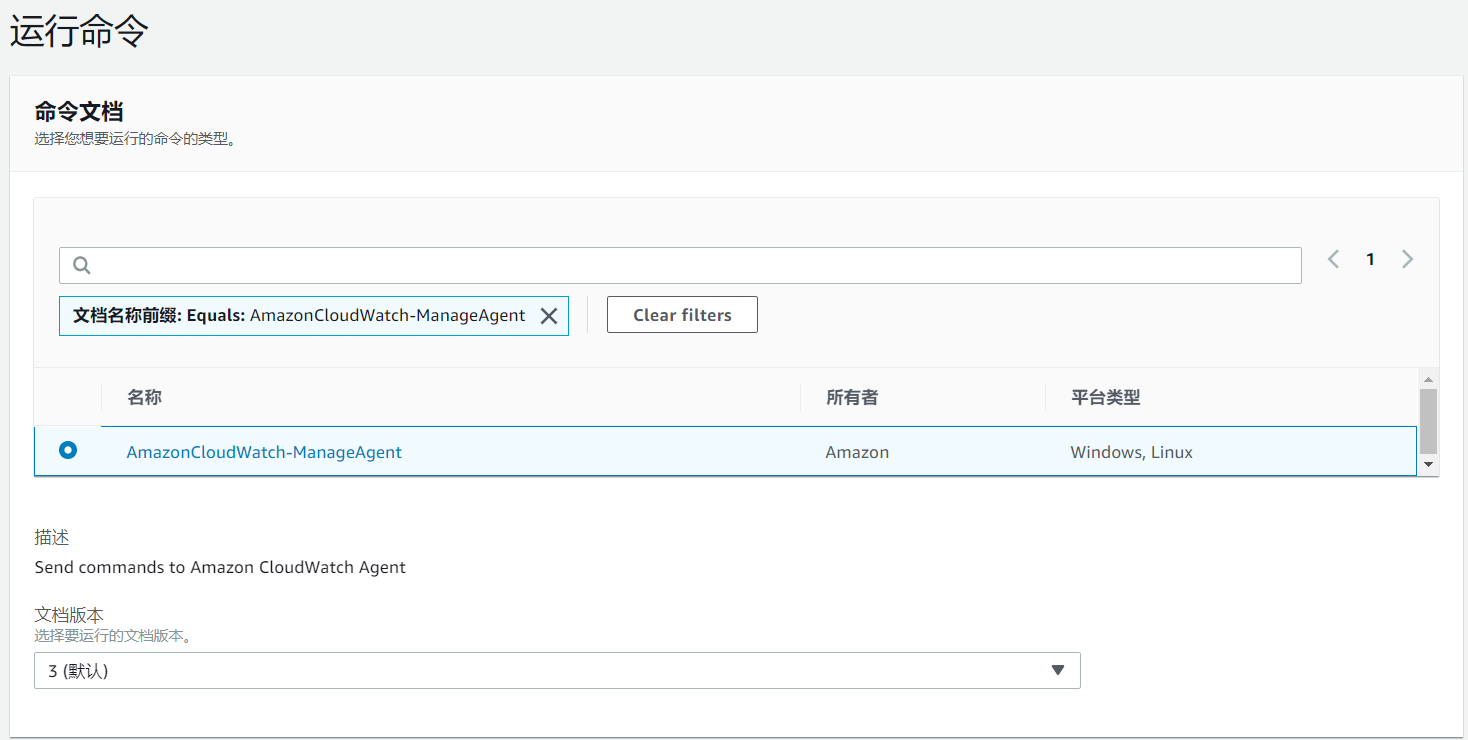 运行命令
命令文档
选择您想要运行的命令的类型。
1
文档名称前缀: Equals: AmazonCloudWatch-ManageAgent
Clear filters
名称 所有者 平台类型
AmazonCloudWatch-ManageAgent Amazon Windows, Linux
描述
Send commands to Amazon CloudWatch Agent
文档版本
选择要运行的文档版本。
3 (默认)